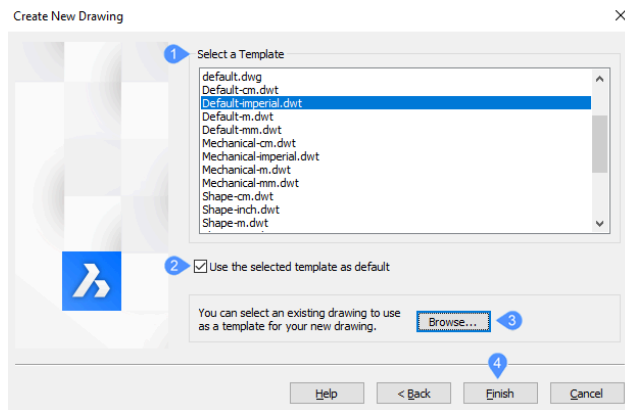 Create New Drawing
1
Select a Template
default.dwg
Default-cm.dwt
Default-imperial.dwt
Default-m.dwt
Default-mm.dwt
Mechanical-cm.dwt
Mechanical-imperial.dwt
Mechanical-m.dwt
Mechanical-mm.dwt
Shape-cm.dwt
Shape-inch.dwt
Shape-m.dwt
2
Use the selected template as default
You can select an existing drawing to use
as a template for your new drawing.
Browse...
3
4
Help
< Back
Finish
Cancel